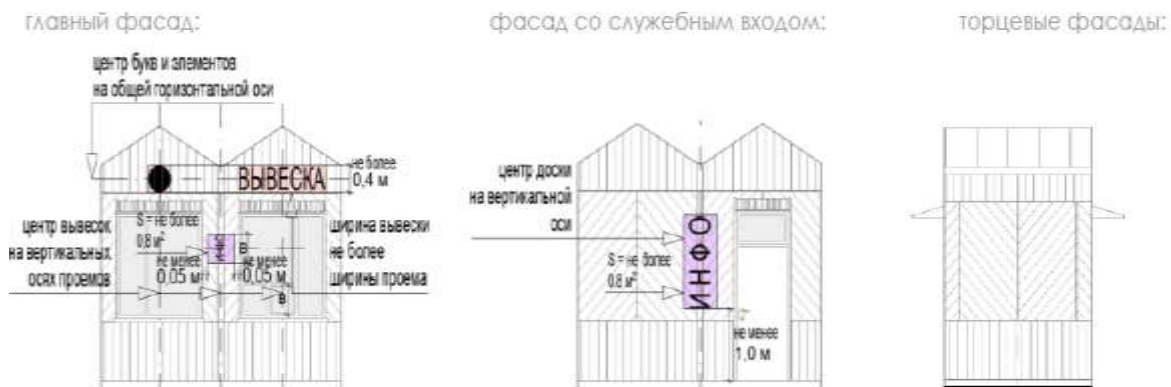 главный фасад:
фасад со служебным входом:
торцевые фасады:
центр букв и элементов
на общей горизонтальной оси
не более
0,4 м
ВЫВЕСКА
центр вывесок
на вертикальных
осях проемов
S = не более
0,8 м²
ИНФО
В
не менее
0,05 м
не менее
0,05 м
В
ширина вывески
не более
ширины проема
центр доски
на вертикальной
оси
S = не более
0,8 м²
ИНФО
не менее
1,0 м